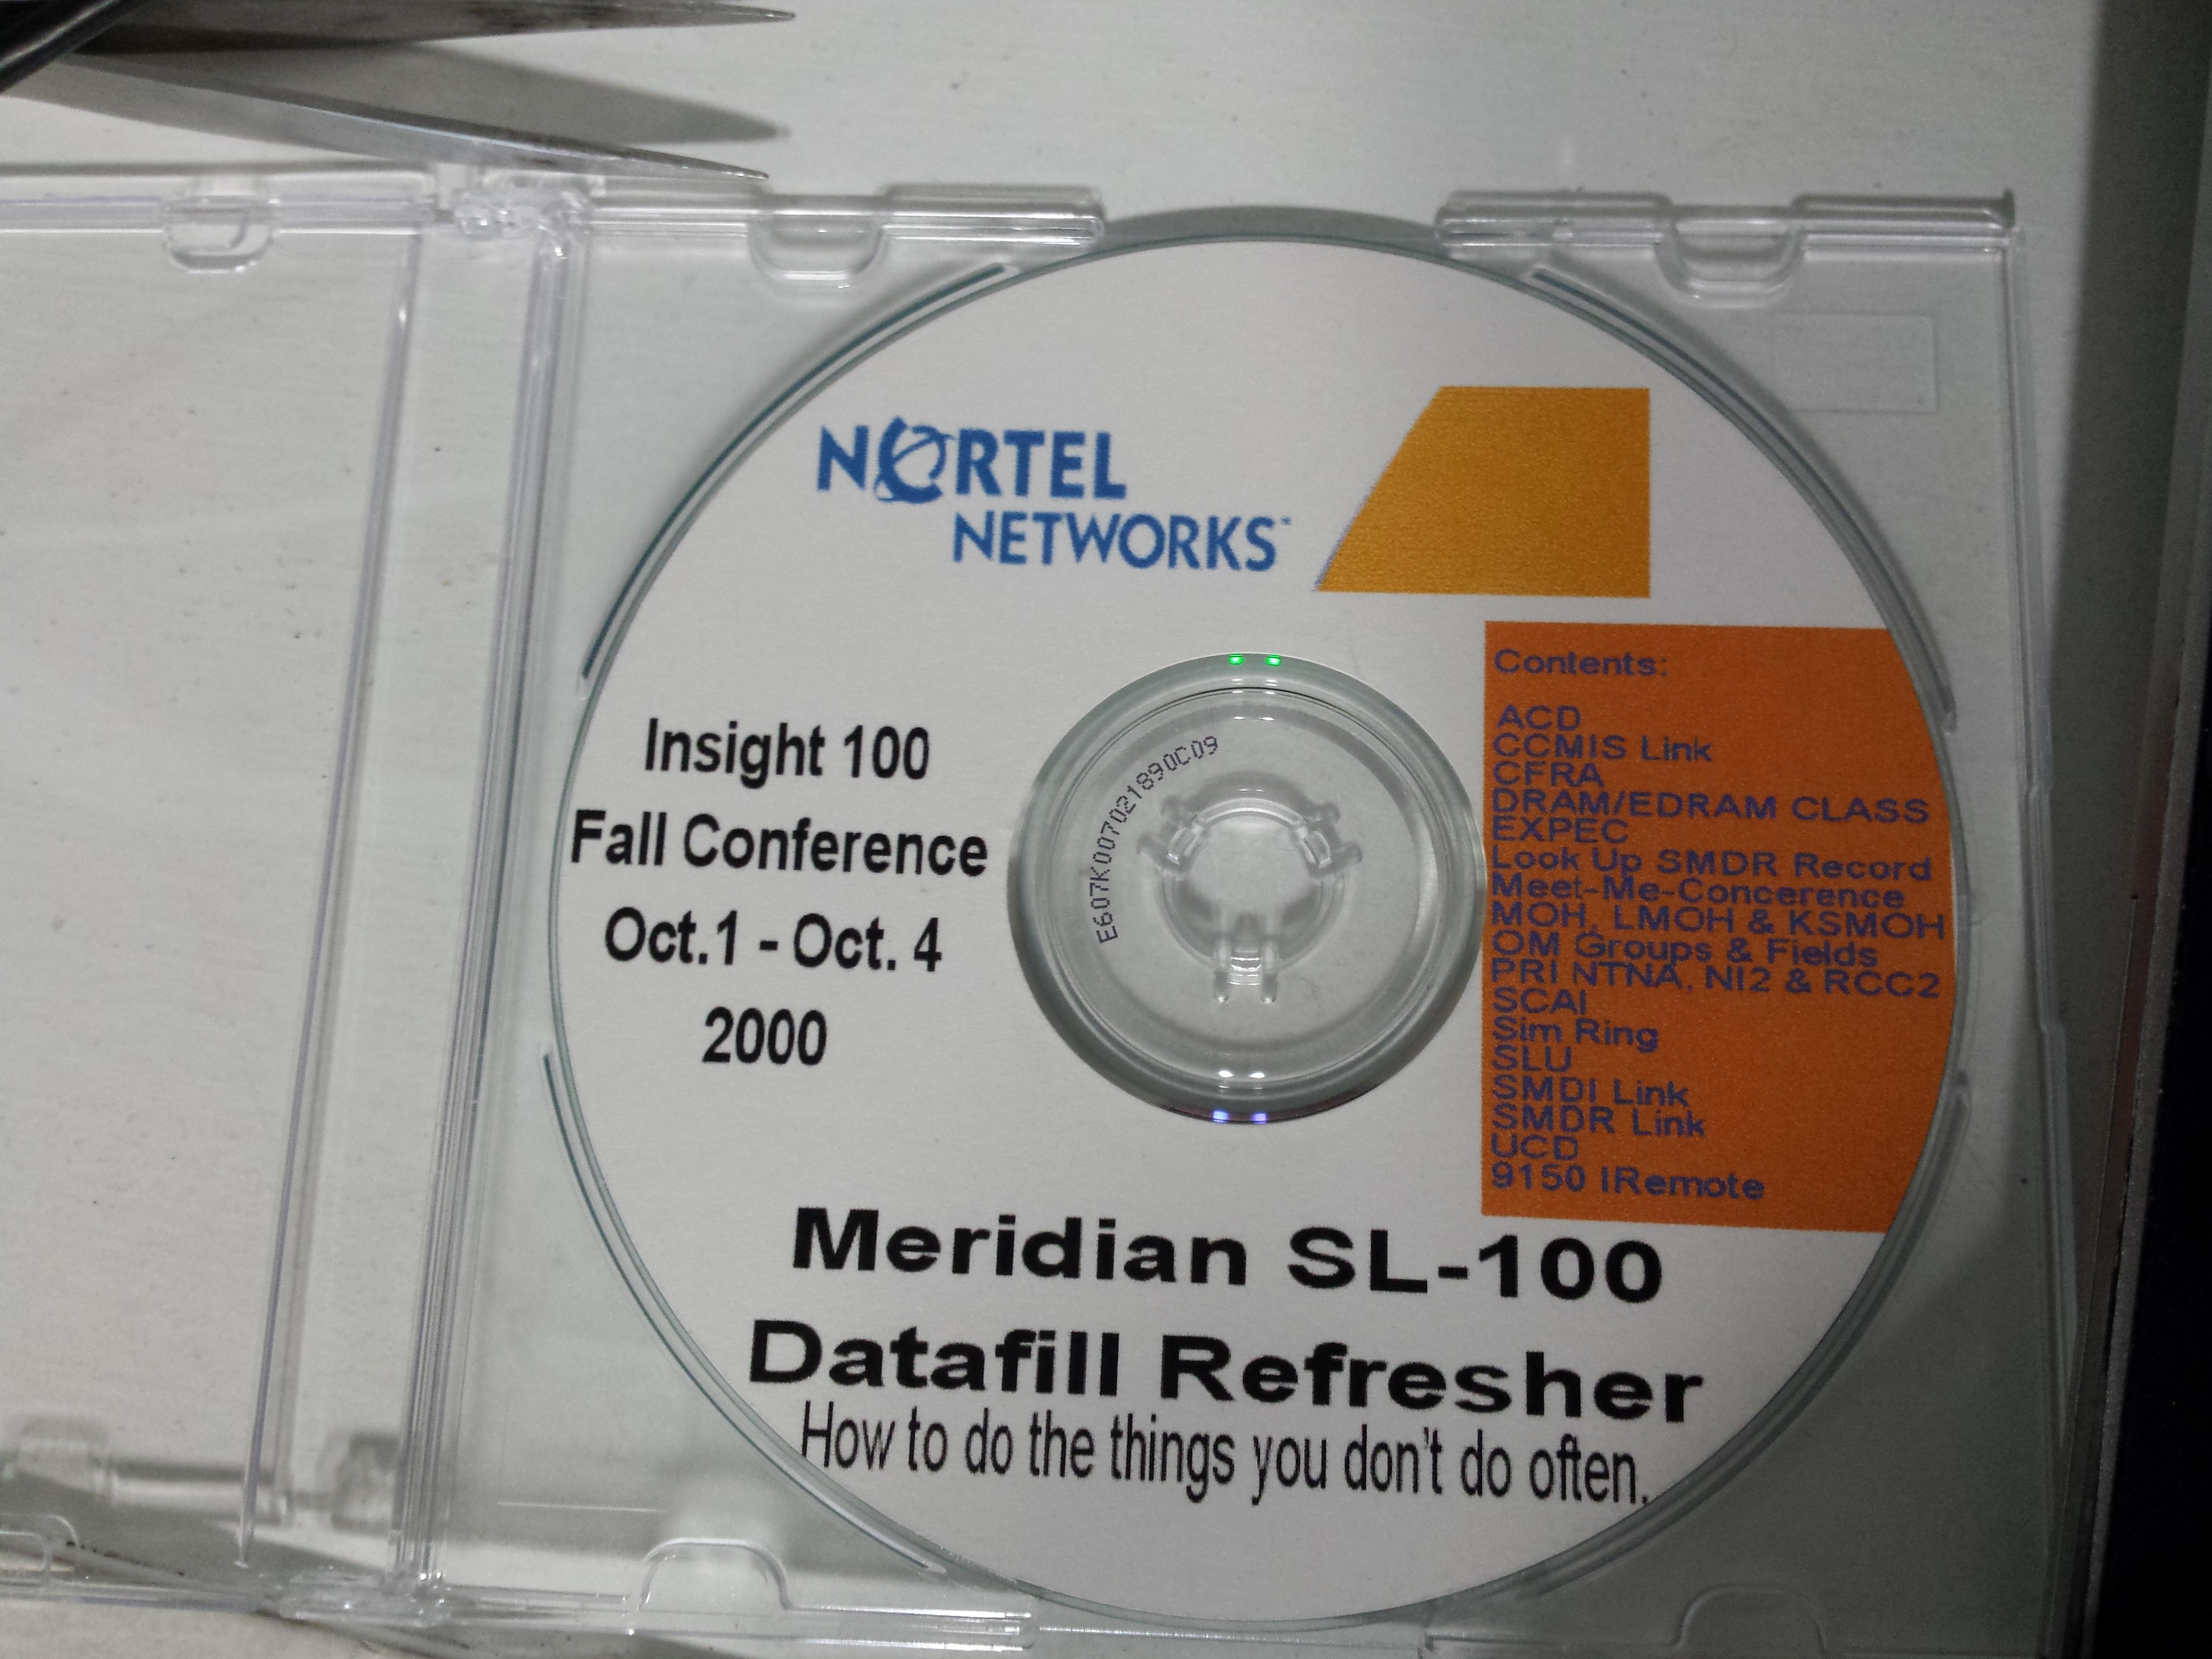 NORTEL
NETWORKS™
Insight 100
Fall Conference
Oct.1 - Oct. 4
2000
E607K007021890C09
Contents:
ACD
CCMIS Link
CFRA
DRAM/EDRAM CLASS
EXPEC
Look Up SMDR Record
Meet-Me-Concerence
MOH, LMOH & KSMOH
OM Groups & Fields
PRI NTNA, NI2 & RCC2
SCAI
Sim Ring
SLU
SMDI Link
SMDR Link
UCD
9150 IRemote
Meridian SL-100
Datafill Refresher
How to do the things you don't do often.